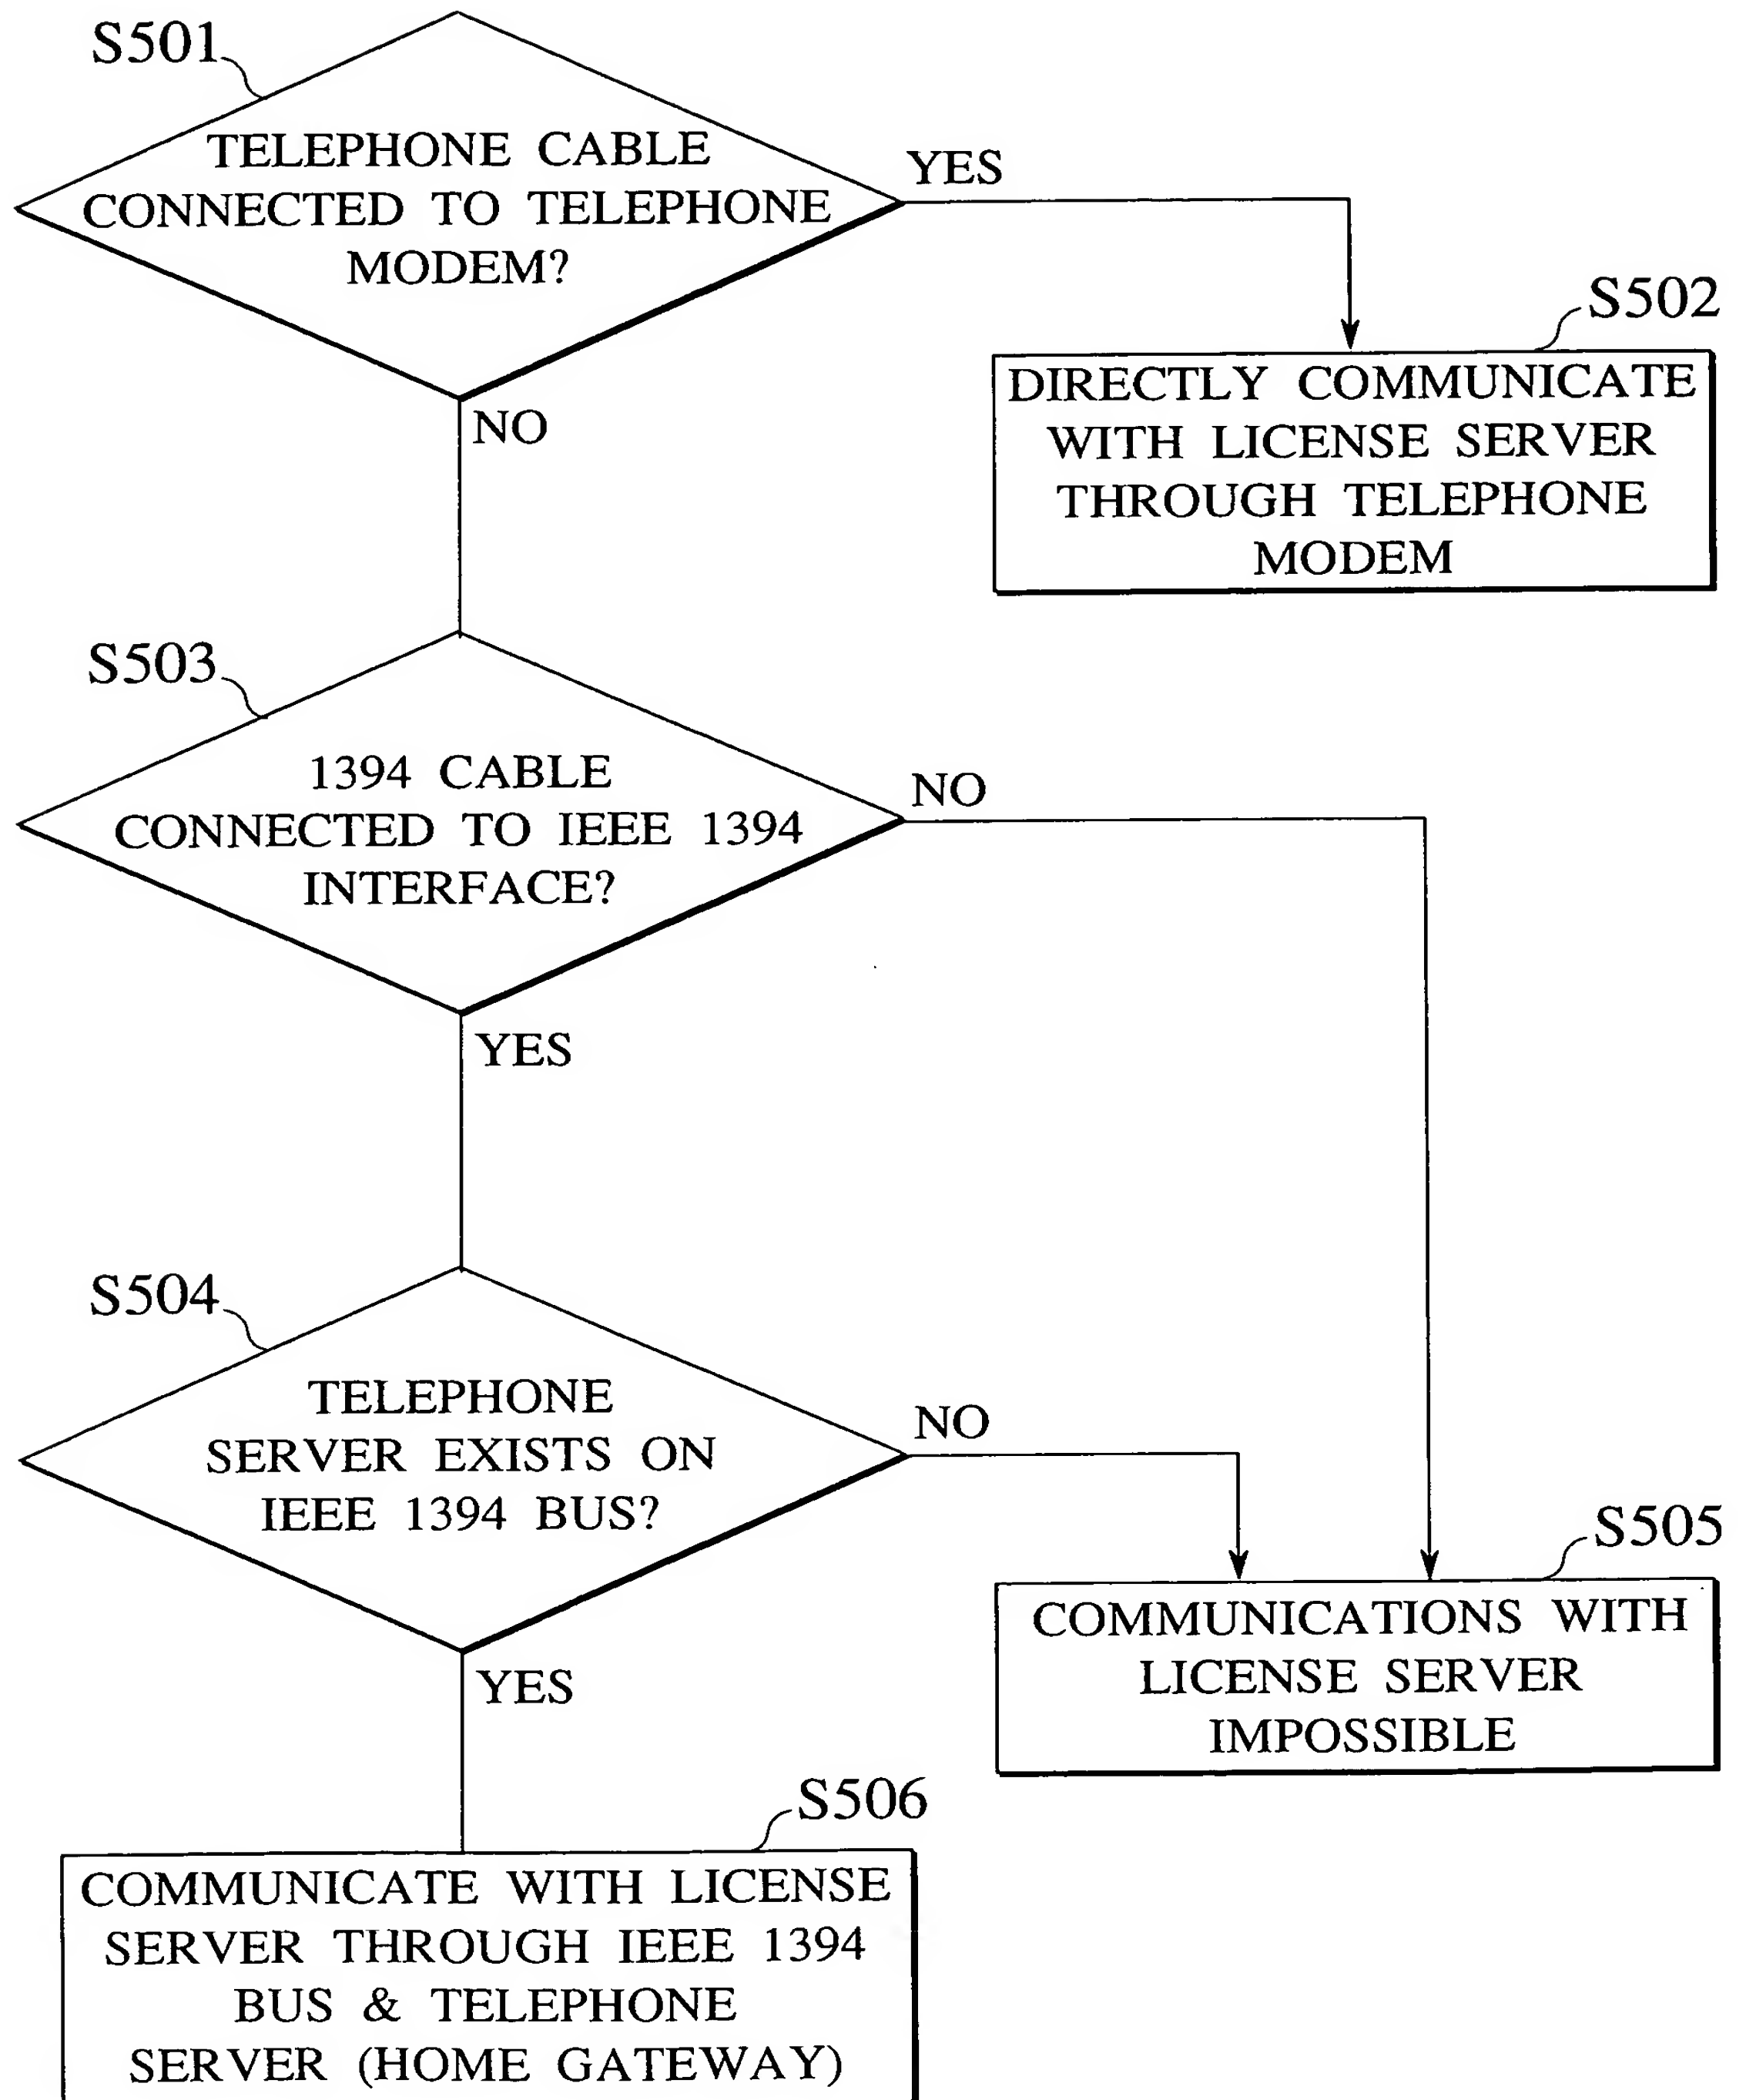 S501
TELEPHONE CABLE
CONNECTED TO TELEPHONE
MODEM?
YES
NO
S502
DIRECTLY COMMUNICATE
WITH LICENSE SERVER
THROUGH TELEPHONE
MODEM
S503
1394 CABLE
CONNECTED TO IEEE 1394
INTERFACE?
NO
YES
S504
TELEPHONE
SERVER EXISTS ON
IEEE 1394 BUS?
NO
YES
S505
COMMUNICATIONS WITH
LICENSE SERVER
IMPOSSIBLE
S506
COMMUNICATE WITH LICENSE
SERVER THROUGH IEEE 1394
BUS & TELEPHONE
SERVER (HOME GATEWAY)